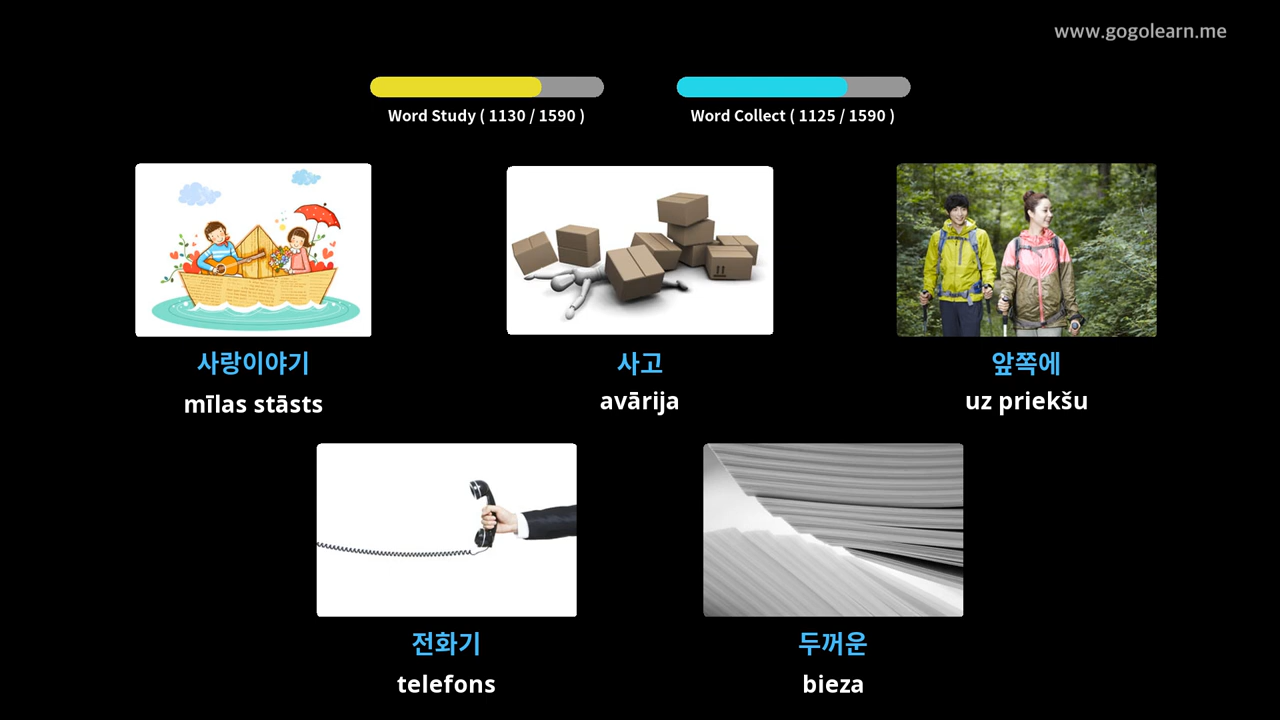 www.gogolearn.me
Word Study ( 1130 / 1590 )
Word Collect ( 1125 / 1590 )
사랑이야기
mīlas stāsts
사고
avārija
앞쪽에
uz priekšu
전화기
telefons
두꺼운
bieza